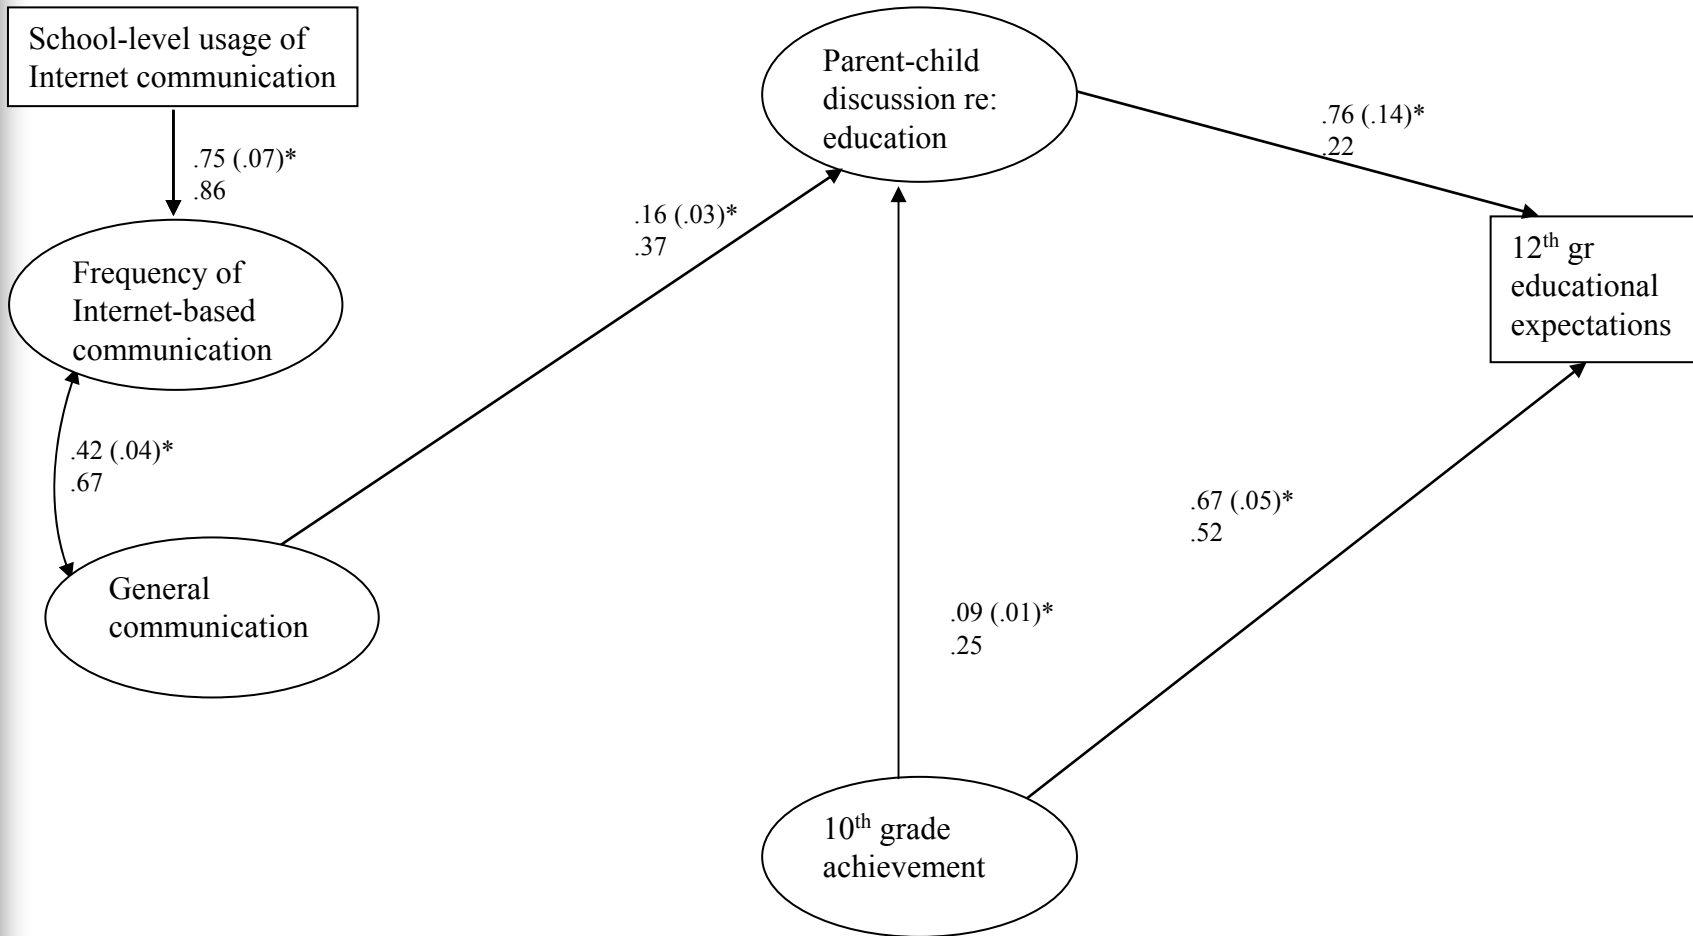 School-level usage of
Internet communication
.75 (.07)*
.86
Frequency of
Internet-based
communication
.42 (.04)*
.67
General
communication
.16 (.03)*
.37
Parent-child
discussion re:
education
.76 (.14)*
.22
12th gr
educational
expectations
.67 (.05)*
.52
.09 (.01)*
.25
10th grade
achievement